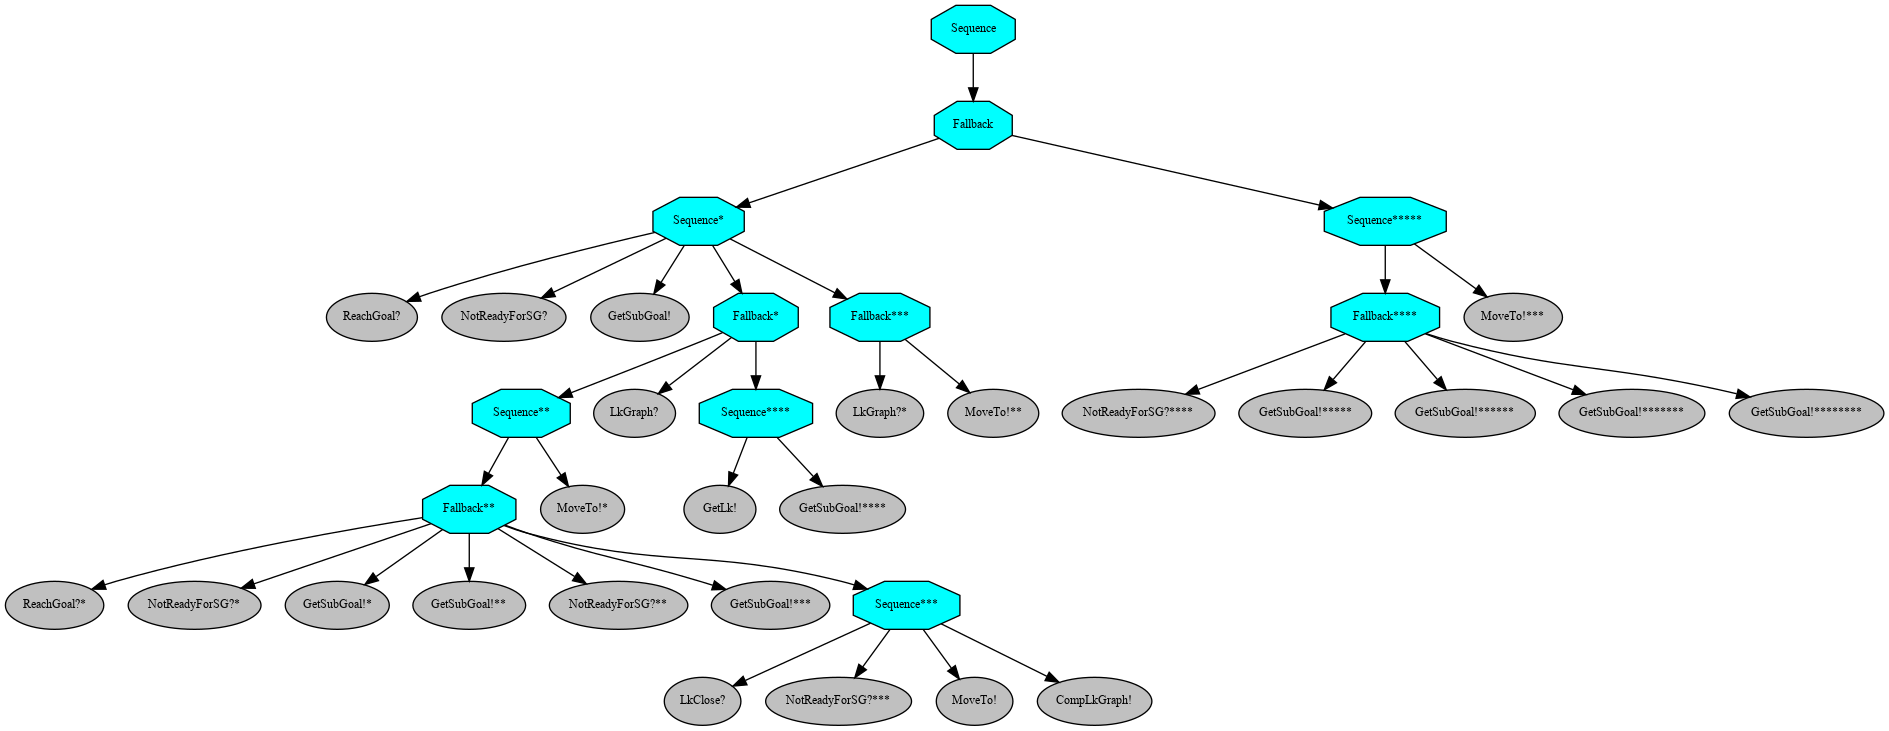 Sequence
Fallback
Sequence*
Sequence*****
ReachGoal?
NotReadyForSG?
GetSubGoal!
Fallback*
Fallback***
Fallback****
MoveTo!***
Sequence**
LkGraph?
Sequence****
LkGraph?*
MoveTo!**
NotReadyForSG?****
GetSubGoal!*****
GetSubGoal!******
GetSubGoal!*******
GetSubGoal!********
Fallback**
MoveTo!*
GetLk!
GetSubGoal!****
ReachGoal?*
NotReadyForSG?*
GetSubGoal!*
GetSubGoal!**
NotReadyForSG?**
GetSubGoal!***
Sequence***
LkClose?
NotReadyForSG?***
MoveTo!
CompLkGraph!